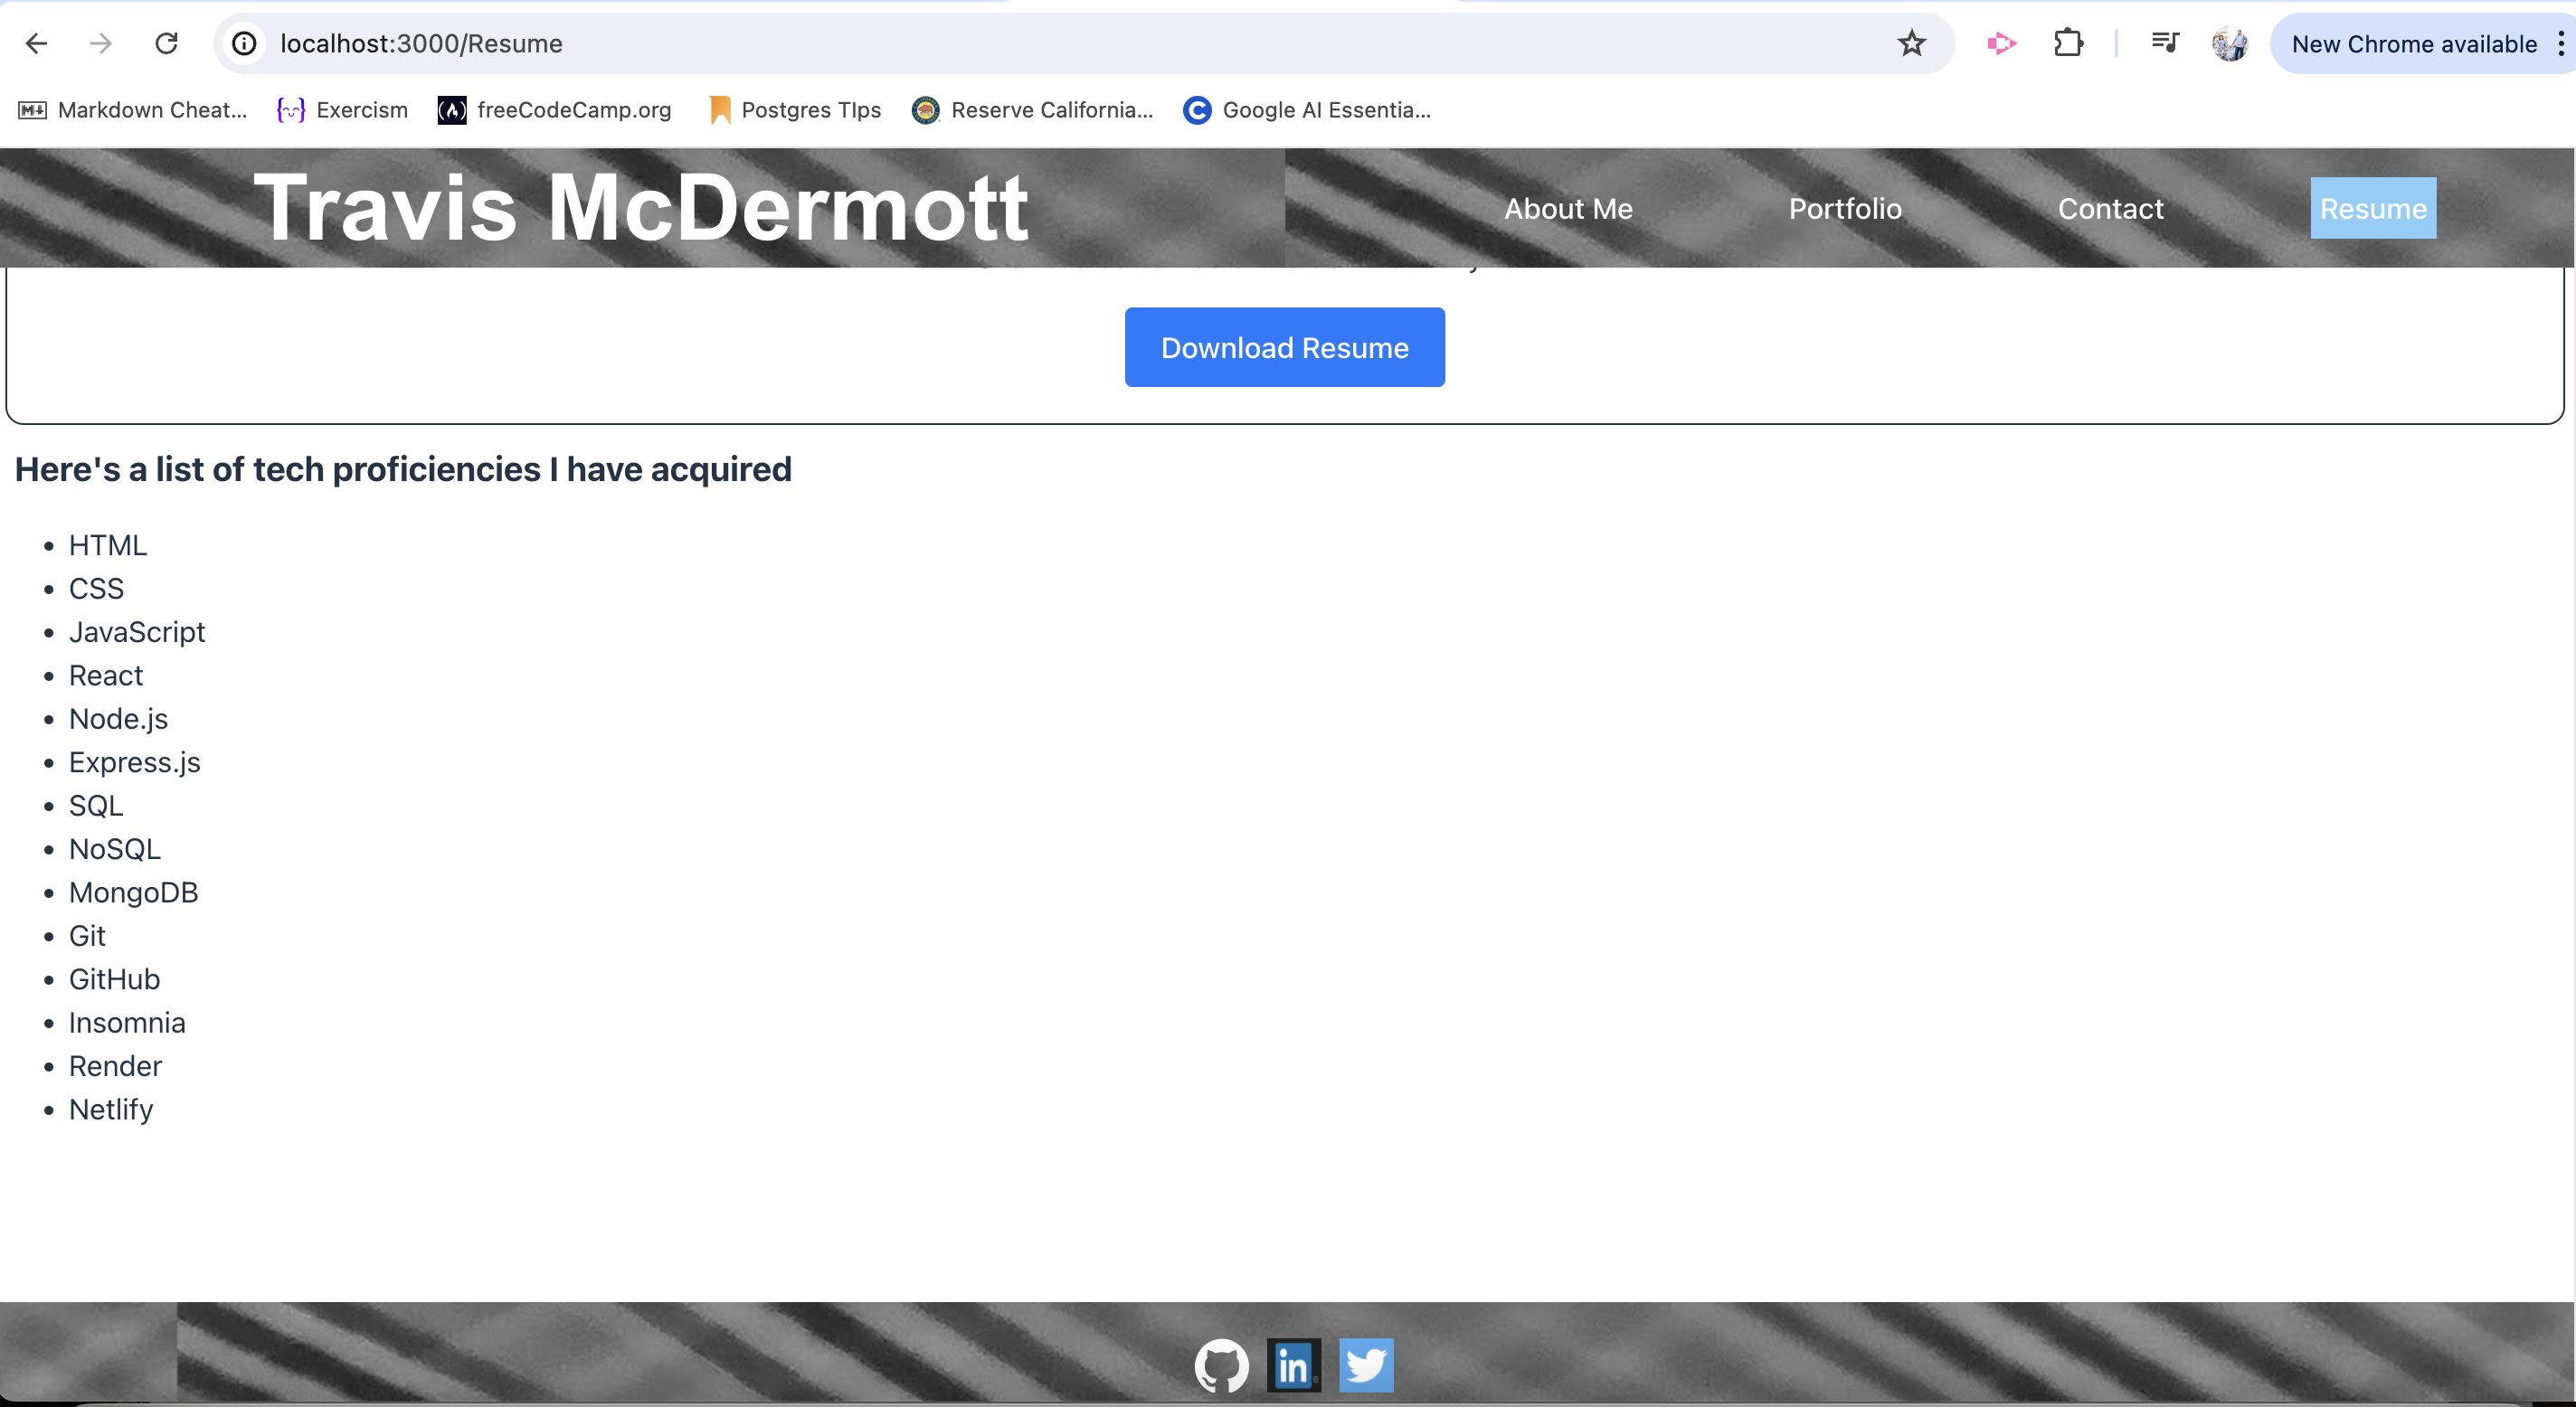 localhost:3000/Resume
New Chrome available
Markdown Cheat... Exercism freeCodeCamp.org Postgres TIps Reserve California... Google AI Essentia...
Travis McDermott
About Me Portfolio Contact Resume
Download Resume
Here's a list of tech proficiencies I have acquired
• HTML
• CSS
• JavaScript
• React
• Node.js
• Express.js
• SQL
• NoSQL
• MongoDB
• Git
• GitHub
• Insomnia
• Render
• Netlify
in